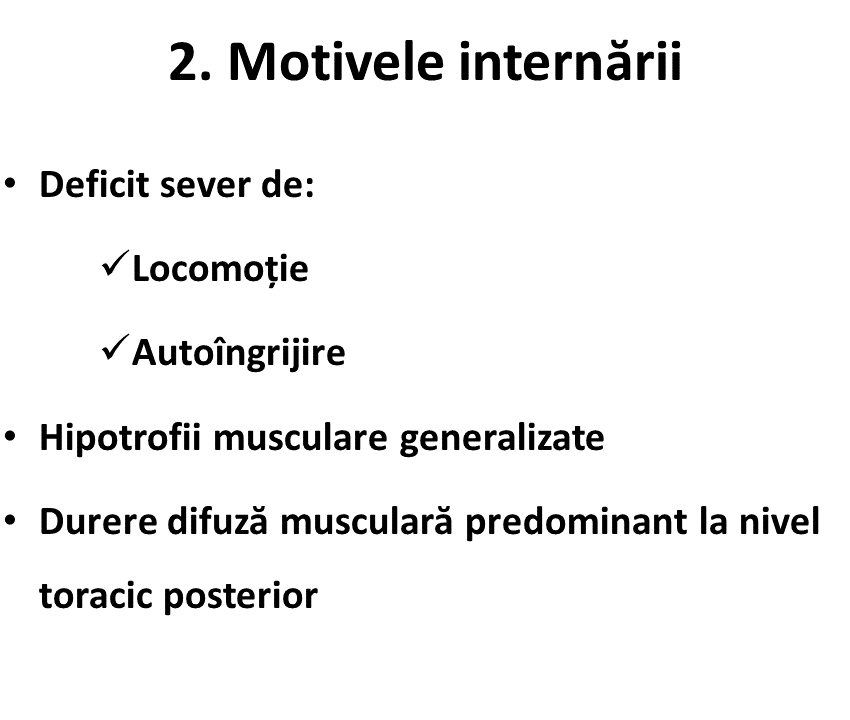 2. Motivele internării
• Deficit sever de:
✓Locomoție
✓Autoîngrijire
• Hipotrofii musculare generalizate
• Durere difuză musculară predominant la nivel
toracic posterior